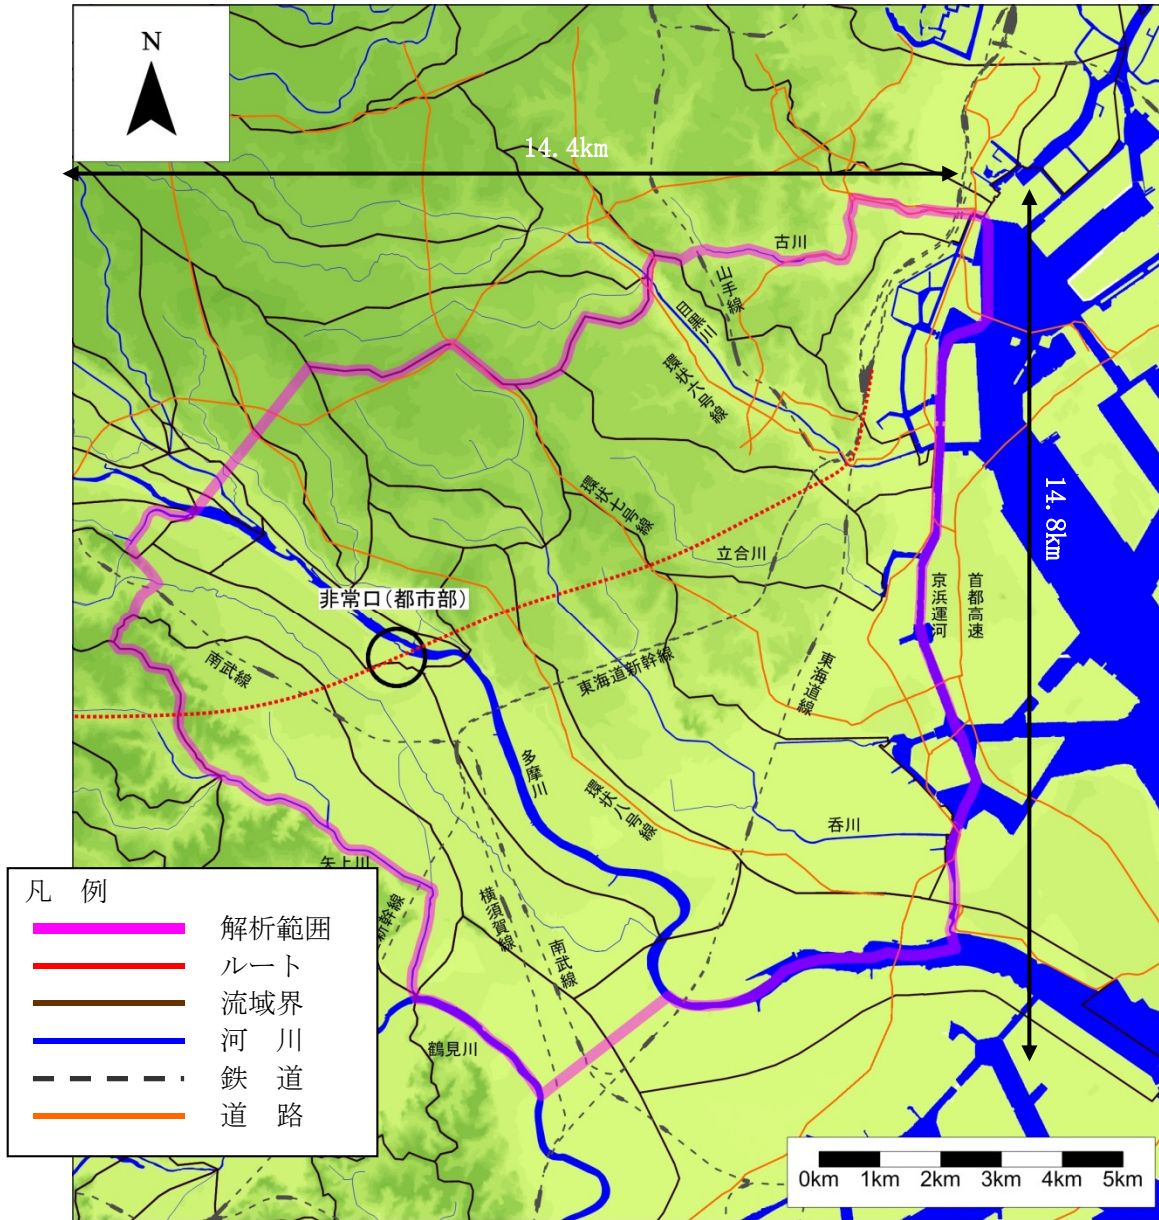 N
14.4km
古川
山手線
目黒川
環状六号線
14.8km
環状七号線
立合川
非常口(都市部)
京浜運河
首都高速
南武線
東海道新幹線
東海道線
多摩川
環状八号線
呑川
矢上川
新幹線
横須賀線
南武線
鶴見川
凡 例
解析範囲
ルート
流域界
河 川
鉄 道
道 路
0km 1km 2km 3km 4km 5km